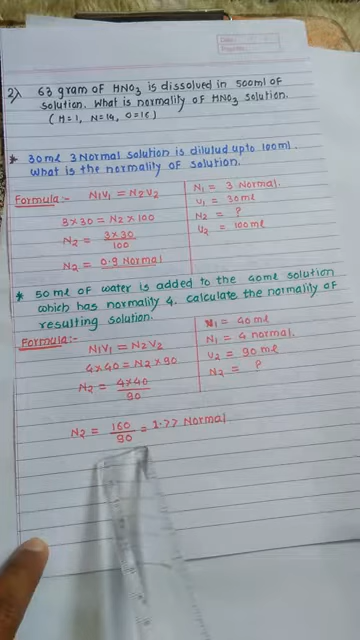 2) 63 gram of HNO3 is dissolved in 500ml of
solution. What is normality of HNO3 solution.
(H=1, N=14, O=16)
* 30ml 3 Normal solution is diluted upto 100ml.
What is the normality of solution.
Formula:- N1V1 = N2V2
3×30 = N2×100
N2 = 3×30
100
N2 = 0.9 Normal
N1 = 3 Normal.
V1 = 30ml
N2 = ?
V2 = 100ml
* 50 ml of water is added to the 40ml solution
which has normality 4. calculate the normality of
resulting solution.
Formula:-
N1V1 = N2V2
4×40 = N2×90
N2 = 4×40
90
N2 = 160
90
= 1.77 Normal
= 40ml
N1 = 4 normal.
V2 = 90ml
N2 = ?